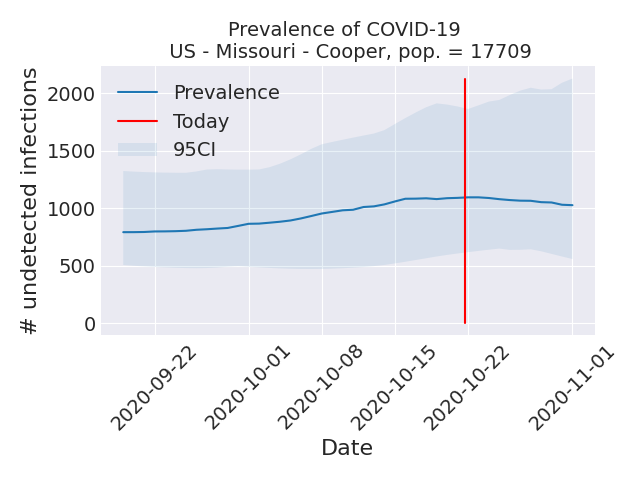 Prevalence of COVID-19
US - Missouri - Cooper, pop. = 17709
# undetected infections
2000
1500
1000
500
0
Prevalence
Today
95CI
2020-09-22
2020-10-01
2020-10-08
2020-10-15
2020-10-22
2020-11-01
Date